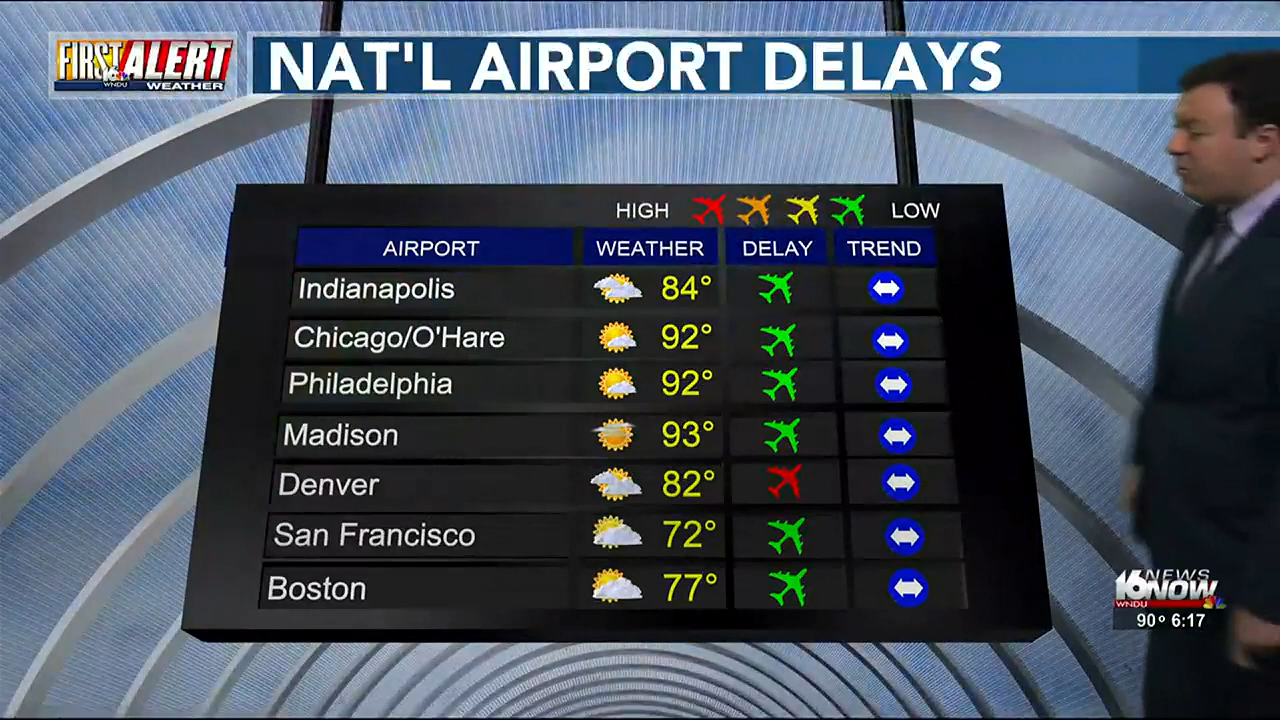 FIRST ALERT
16
WNDU
WEATHER
NAT'L AIRPORT DELAYS
HIGH LOW
AIRPORT WEATHER DELAY TREND
Indianapolis 84°
Chicago/O'Hare 92°
Philadelphia 92°
Madison 93°
Denver 82°
San Francisco 72°
Boston 77°
16 NEWS NOW
WNDU
90° 6:17